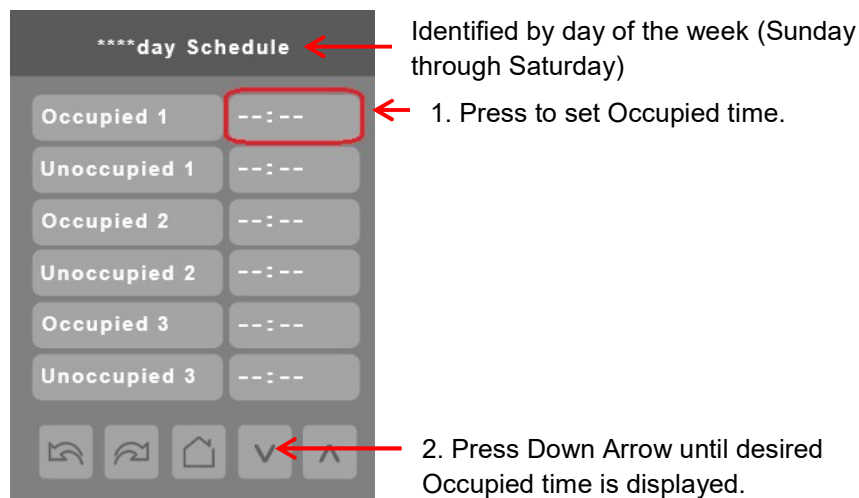 ****day Schedule
Identified by day of the week (Sunday
through Saturday)
Occupied 1 --:--
1. Press to set Occupied time.
Unoccupied 1 --:--
Occupied 2 --:--
Unoccupied 2 --:--
Occupied 3 --:--
Unoccupied 3 --:--
2. Press Down Arrow until desired
Occupied time is displayed.